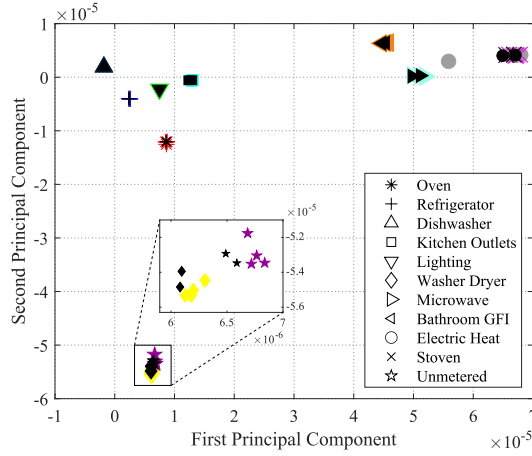 ×10⁻⁵
1
0
-1
-2
-3
-4
-5
-6
Second Principal Component
-1 0 1 2 3 4 5 6 7
First Principal Component
×10⁻⁵
×10⁻⁵
-5.2
-5.4
-5.6
6 6.5 7
×10⁻⁶
Oven
Refrigerator
Dishwasher
Kitchen Outlets
Lighting
Washer Dryer
Microwave
Bathroom GFI
Electric Heat
Stoven
Unmetered